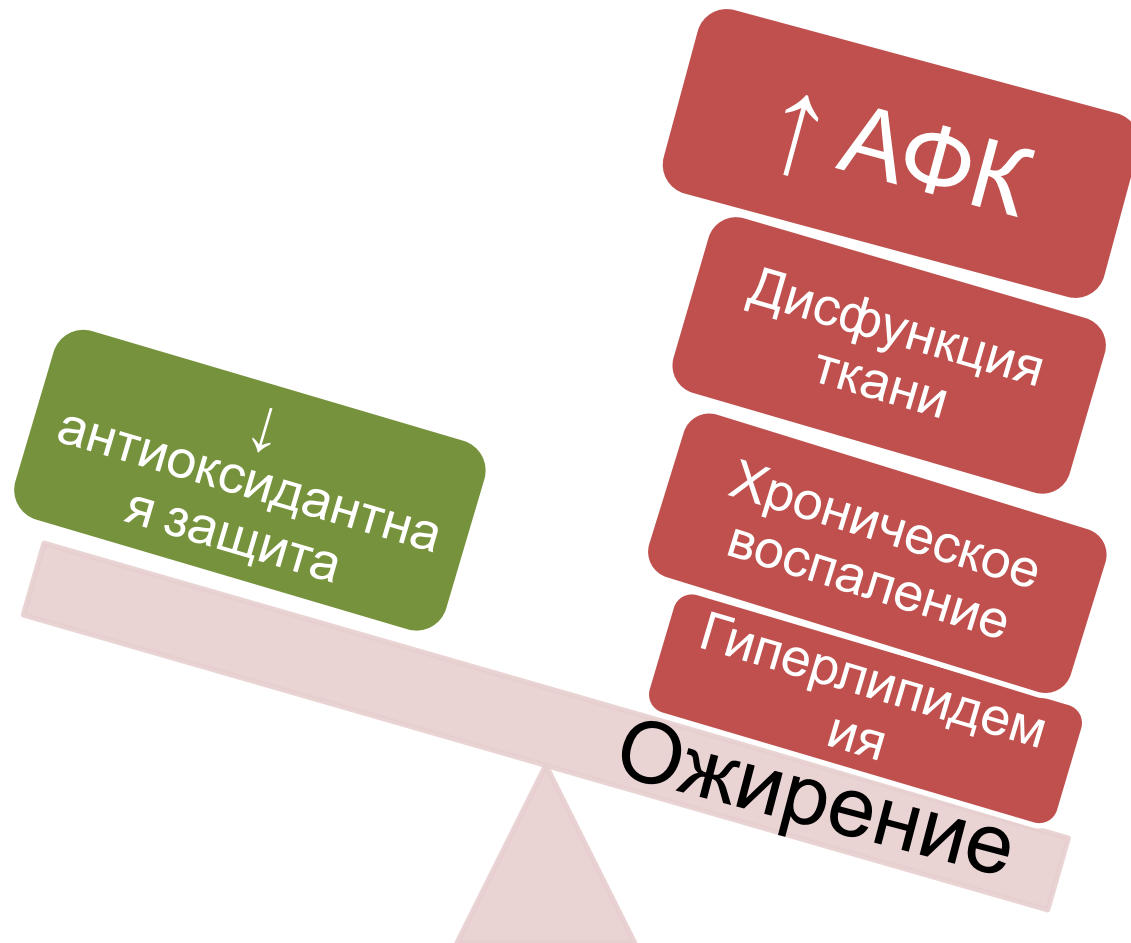 ↑ АФК
Дисфункция
ткани
↓
антиоксидантна
я защита
Хроническое
воспаление
Гиперлипидем
ия
Ожирение